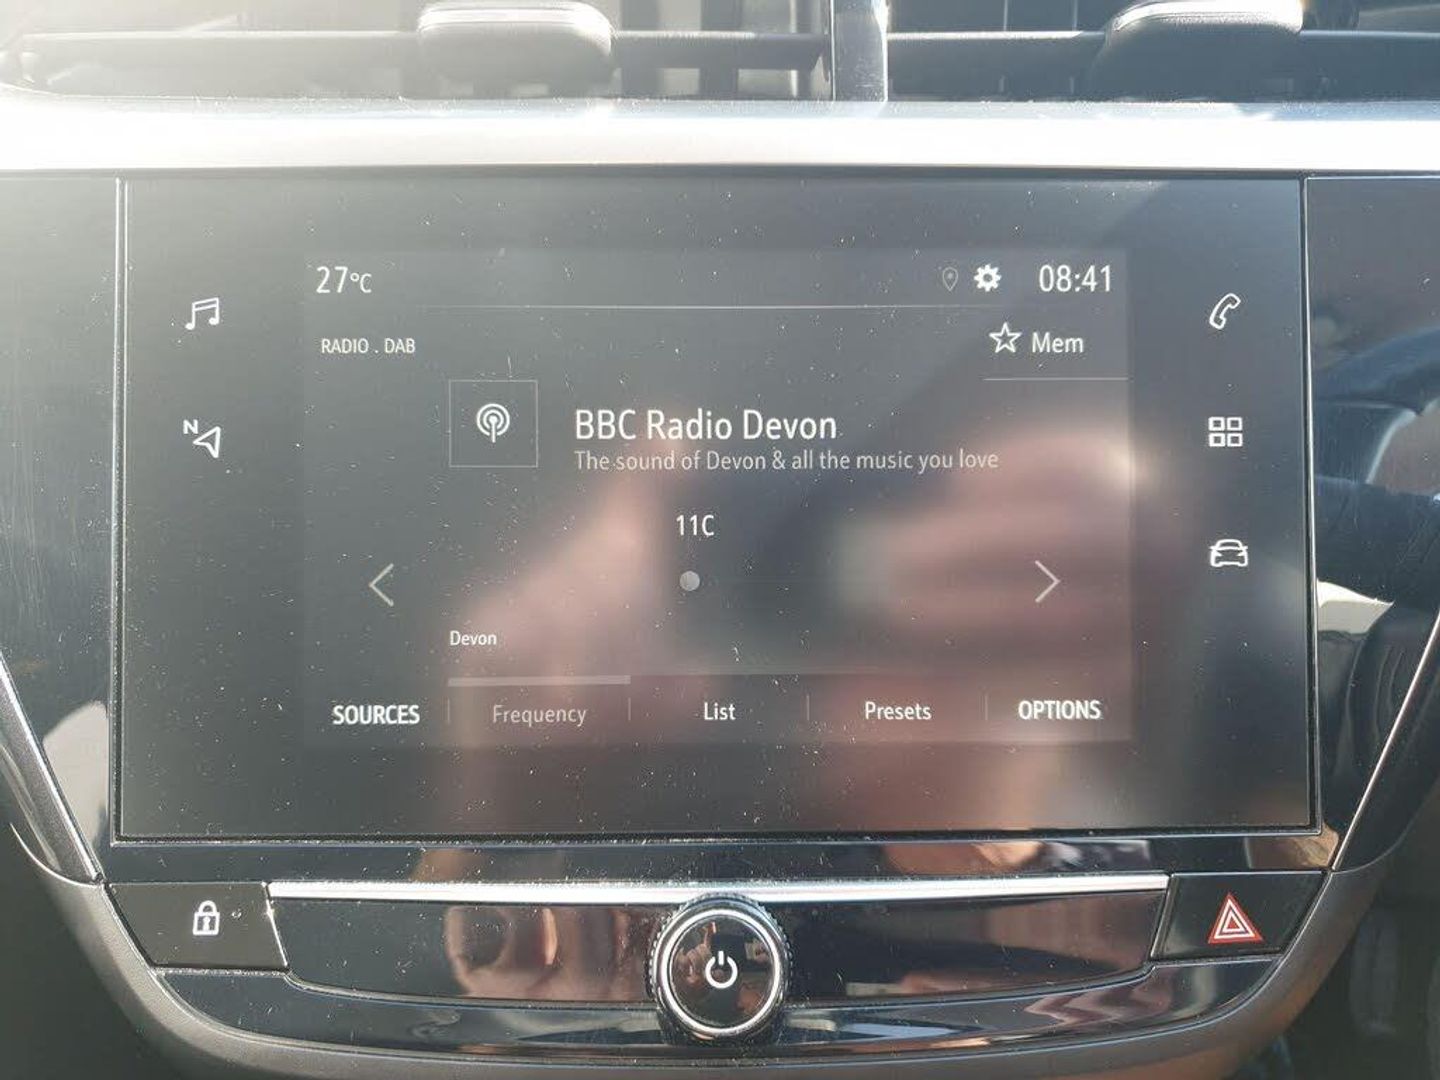 27°C 08:41
RADIO . DAB
Mem
BBC Radio Devon
The sound of Devon & all the music you love
N
11C
Devon
SOURCES Frequency List Presets OPTIONS